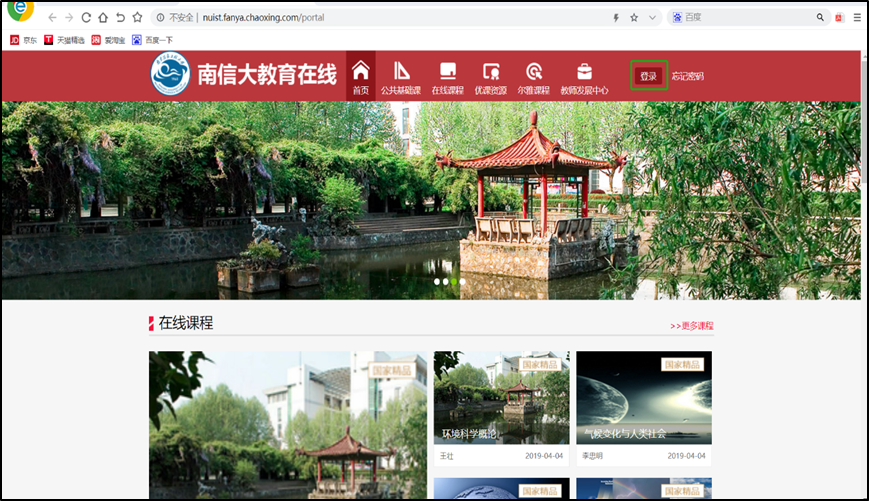 不安全 | nuist.fanya.chaoxing.com/portal
百度
京东 天猫精选 爱淘宝 百度一下
南信大教育在线
首页 公共基础课 在线课程 优课资源 尔雅课程 教师发展中心
登录 忘记密码
在线课程
>>更多课程
国家精品
国家精品
环境科学概论
王壮 2019-04-04
国家精品
气候变化与人类社会
李忠明 2019-04-04
国家精品
国家精品